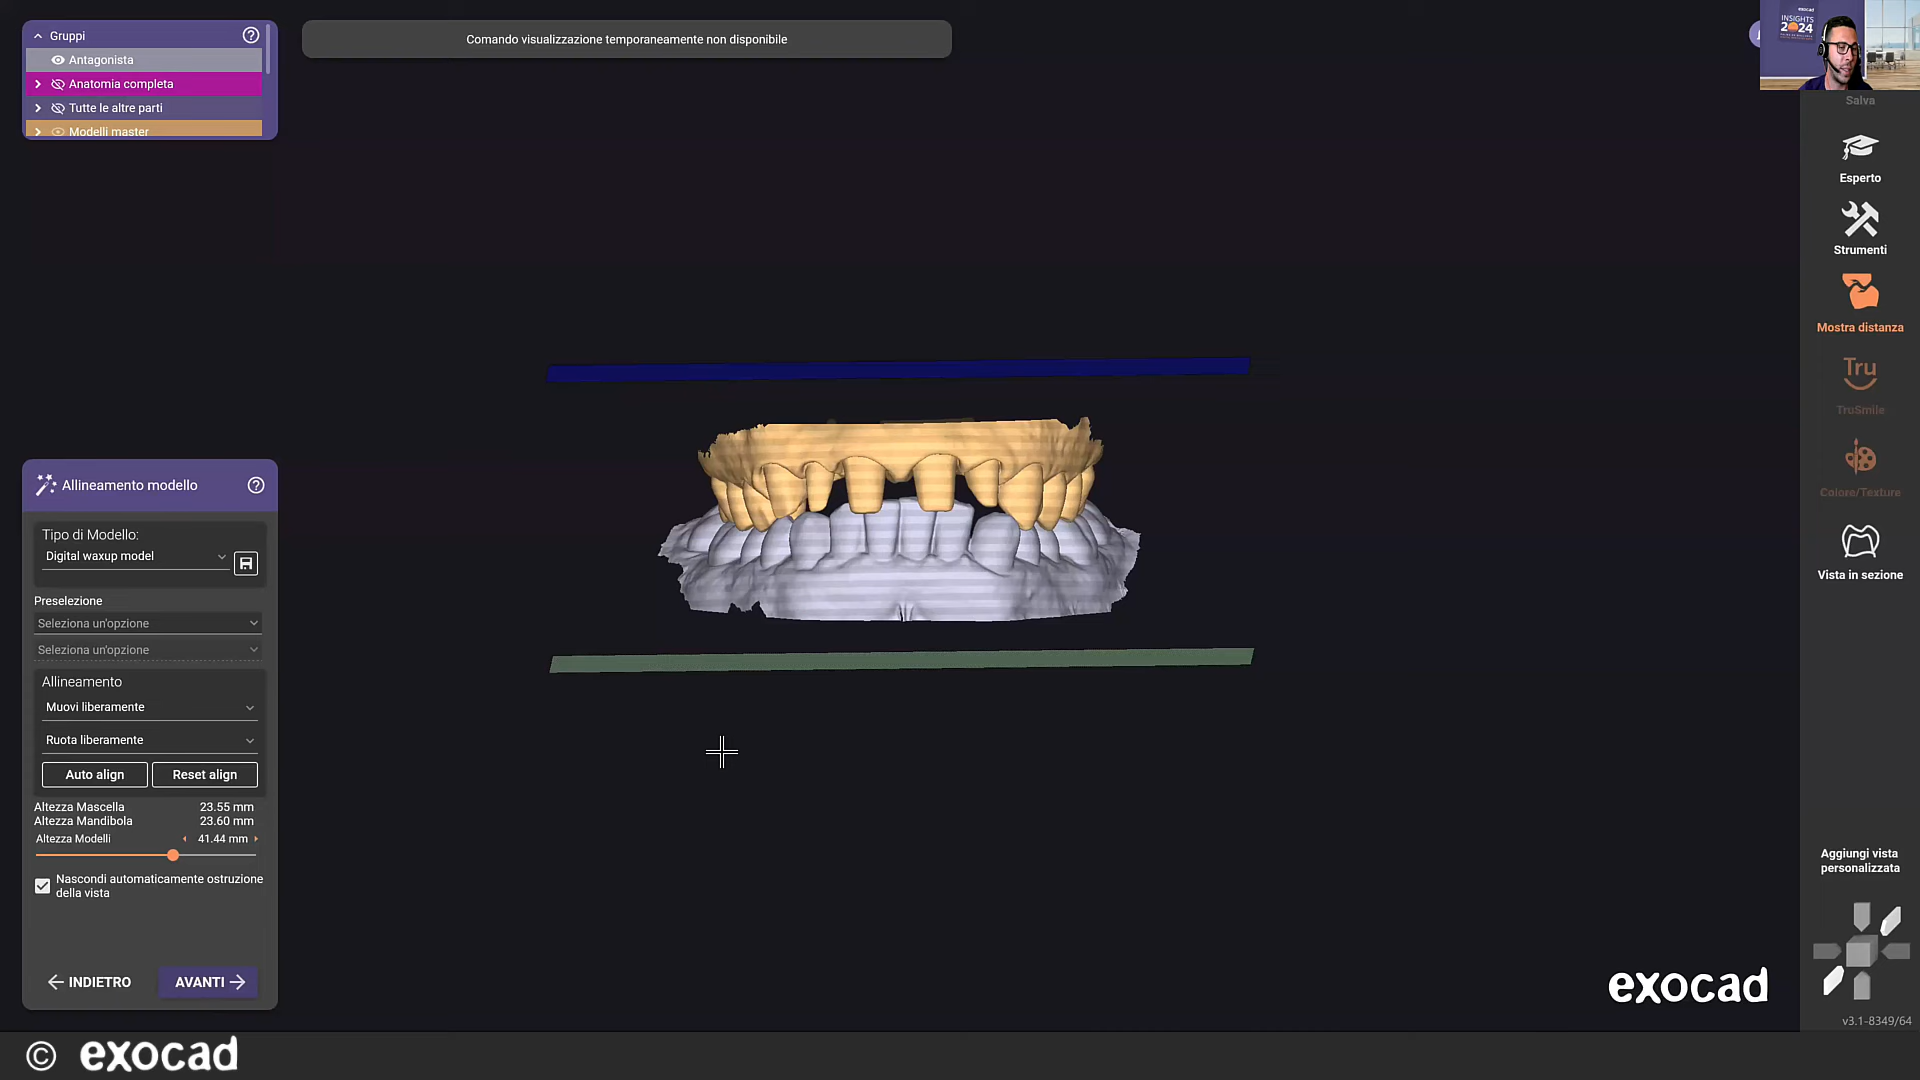 Gruppi
Antagonista
Anatomia completa
Tutte le altre parti
Modelli master
Comando visualizzazione temporaneamente non disponibile
exocad
INSIGHTS
2024
Salva
Esperto
Strumenti
Mostra distanza
Tru
TruSmile
Colore/Texture
Vista in sezione
Allineamento modello
Tipo di Modello:
Digital waxup model
Preselezione
Seleziona un'opzione
Seleziona un'opzione
Allineamento
Muovi liberamente
Ruota liberamente
Auto align Reset align
Altezza Mascella 23.55 mm
Altezza Mandibola 23.60 mm
Altezza Modelli 41.44 mm
Nascondi automaticamente ostruzione
della vista
INDIETRO AVANTI
Aggiungi vista
personalizzata
exocad
v3.1-8349/64
© exocad